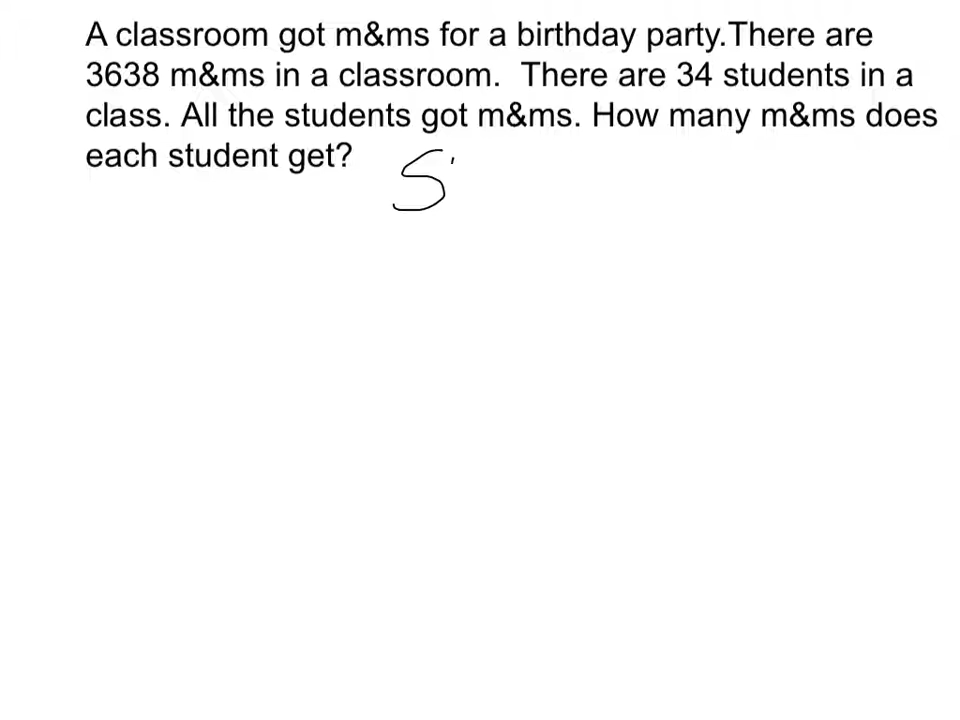 A classroom got m&ms for a birthday party.There are
3638 m&ms in a classroom.  There are 34 students in a
class. All the students got m&ms. How many m&ms does
each student get?
S